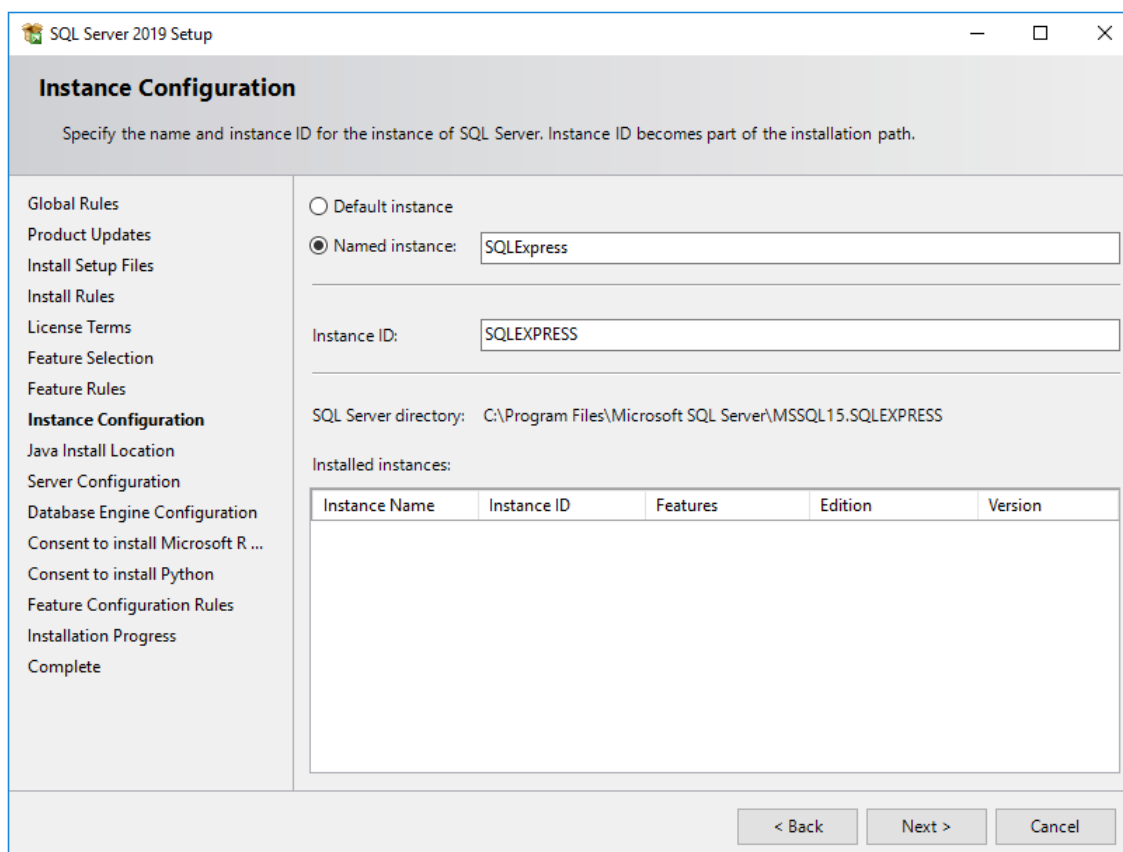 SQL Server 2019 Setup
Instance Configuration
Specify the name and instance ID for the instance of SQL Server. Instance ID becomes part of the installation path.
Global Rules
Product Updates
Install Setup Files
Install Rules
License Terms
Feature Selection
Feature Rules
Instance Configuration
Java Install Location
Server Configuration
Database Engine Configuration
Consent to install Microsoft R ...
Consent to install Python
Feature Configuration Rules
Installation Progress
Complete
Default instance
Named instance: SQLExpress
Instance ID: SQLEXPRESS
SQL Server directory: C:\Program Files\Microsoft SQL Server\MSSQL15.SQLEXPRESS
Installed instances:
Instance Name Instance ID Features Edition Version
< Back Next > Cancel